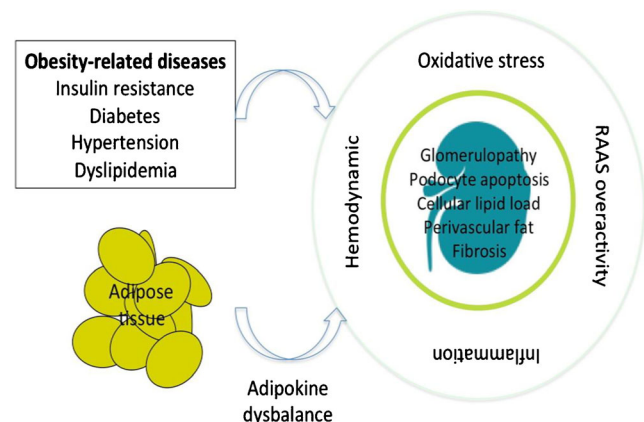 Obesity-related diseases
Insulin resistance
Diabetes
Hypertension
Dyslipidemia
Adipose
tissue
Adipokine
dysbalance
Oxidative stress
Hemodynamic
RAAS overactivity
Inflammation
Glomerulopathy
Podocyte apoptosis
Cellular lipid load
Perivascular fat
Fibrosis